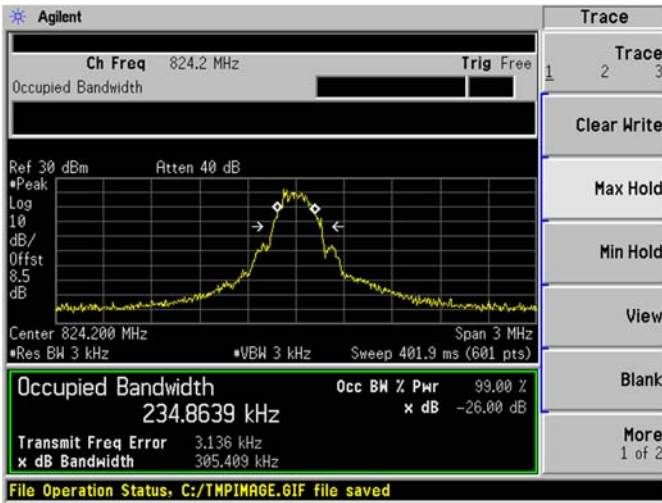 Agilent
Trace
Ch Freq 824.2 MHz Trig Free
Occupied Bandwidth
Trace
1 2 3
Clear Write
Max Hold
Min Hold
View
Blank
More
1 of 2
Ref 30 dBm Atten 40 dB
#Peak
Log
10
dB/
Offst
8.5
dB
Center 824.200 MHz Span 3 MHz
#Res BW 3 kHz #VBW 3 kHz Sweep 401.9 ms (601 pts)
Occupied Bandwidth Occ BW % Pwr 99.00 %
234.8639 kHz x dB -26.00 dB
Transmit Freq Error 3.136 kHz
x dB Bandwidth 305.409 kHz
File Operation Status, C:/TMPIMAGE.GIF file saved